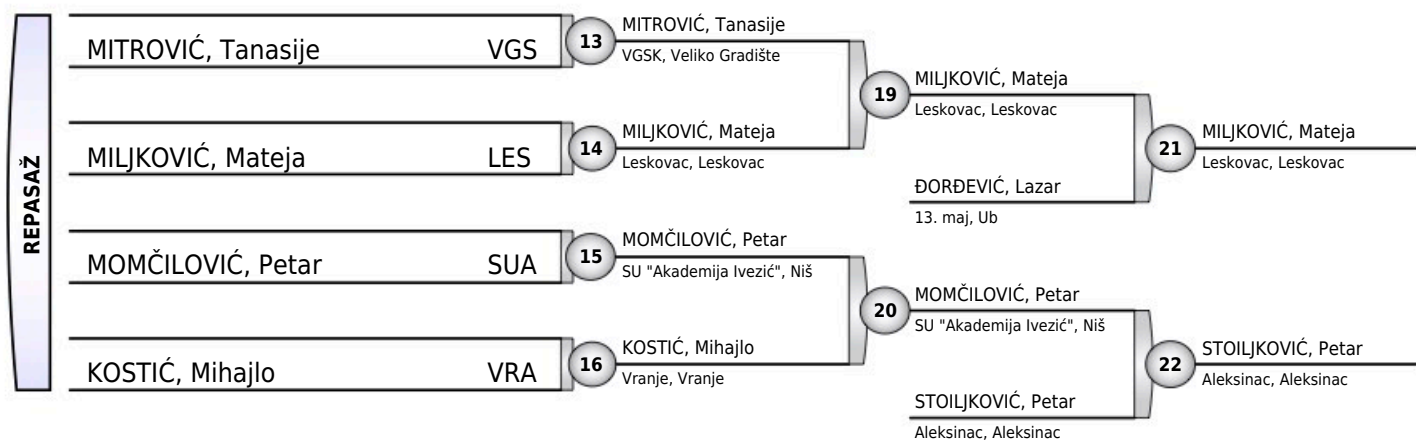 REPASAŽ
MITROVIĆ, Tanasije VGS
13
MITROVIĆ, Tanasije
VGSK, Veliko Gradište
MILJKOVIĆ, Mateja LES
14
MILJKOVIĆ, Mateja
Leskovac, Leskovac
19
MILJKOVIĆ, Mateja
Leskovac, Leskovac
ĐORĐEVIĆ, Lazar
13. maj, Ub
21
MILJKOVIĆ, Mateja
Leskovac, Leskovac
MOMČILOVIĆ, Petar SUA
15
MOMČILOVIĆ, Petar
SU "Akademija Ivezić", Niš
KOSTIĆ, Mihajlo VRA
16
KOSTIĆ, Mihajlo
Vranje, Vranje
20
MOMČILOVIĆ, Petar
SU "Akademija Ivezić", Niš
STOILJKOVIĆ, Petar
Aleksinac, Aleksinac
22
STOILJKOVIĆ, Petar
Aleksinac, Aleksinac